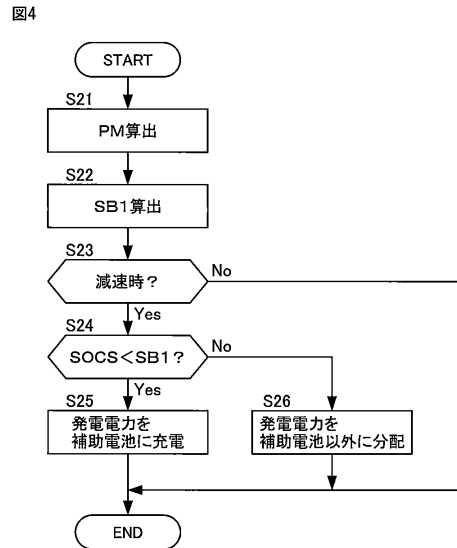 図4
START
S21
PM算出
S22
SB1算出
S23
減速時？
No
Yes
S24
SOCS＜SB1？
No
Yes
S25
発電電力を
補助電池に充電
S26
発電電力を
補助電池以外に分配
END